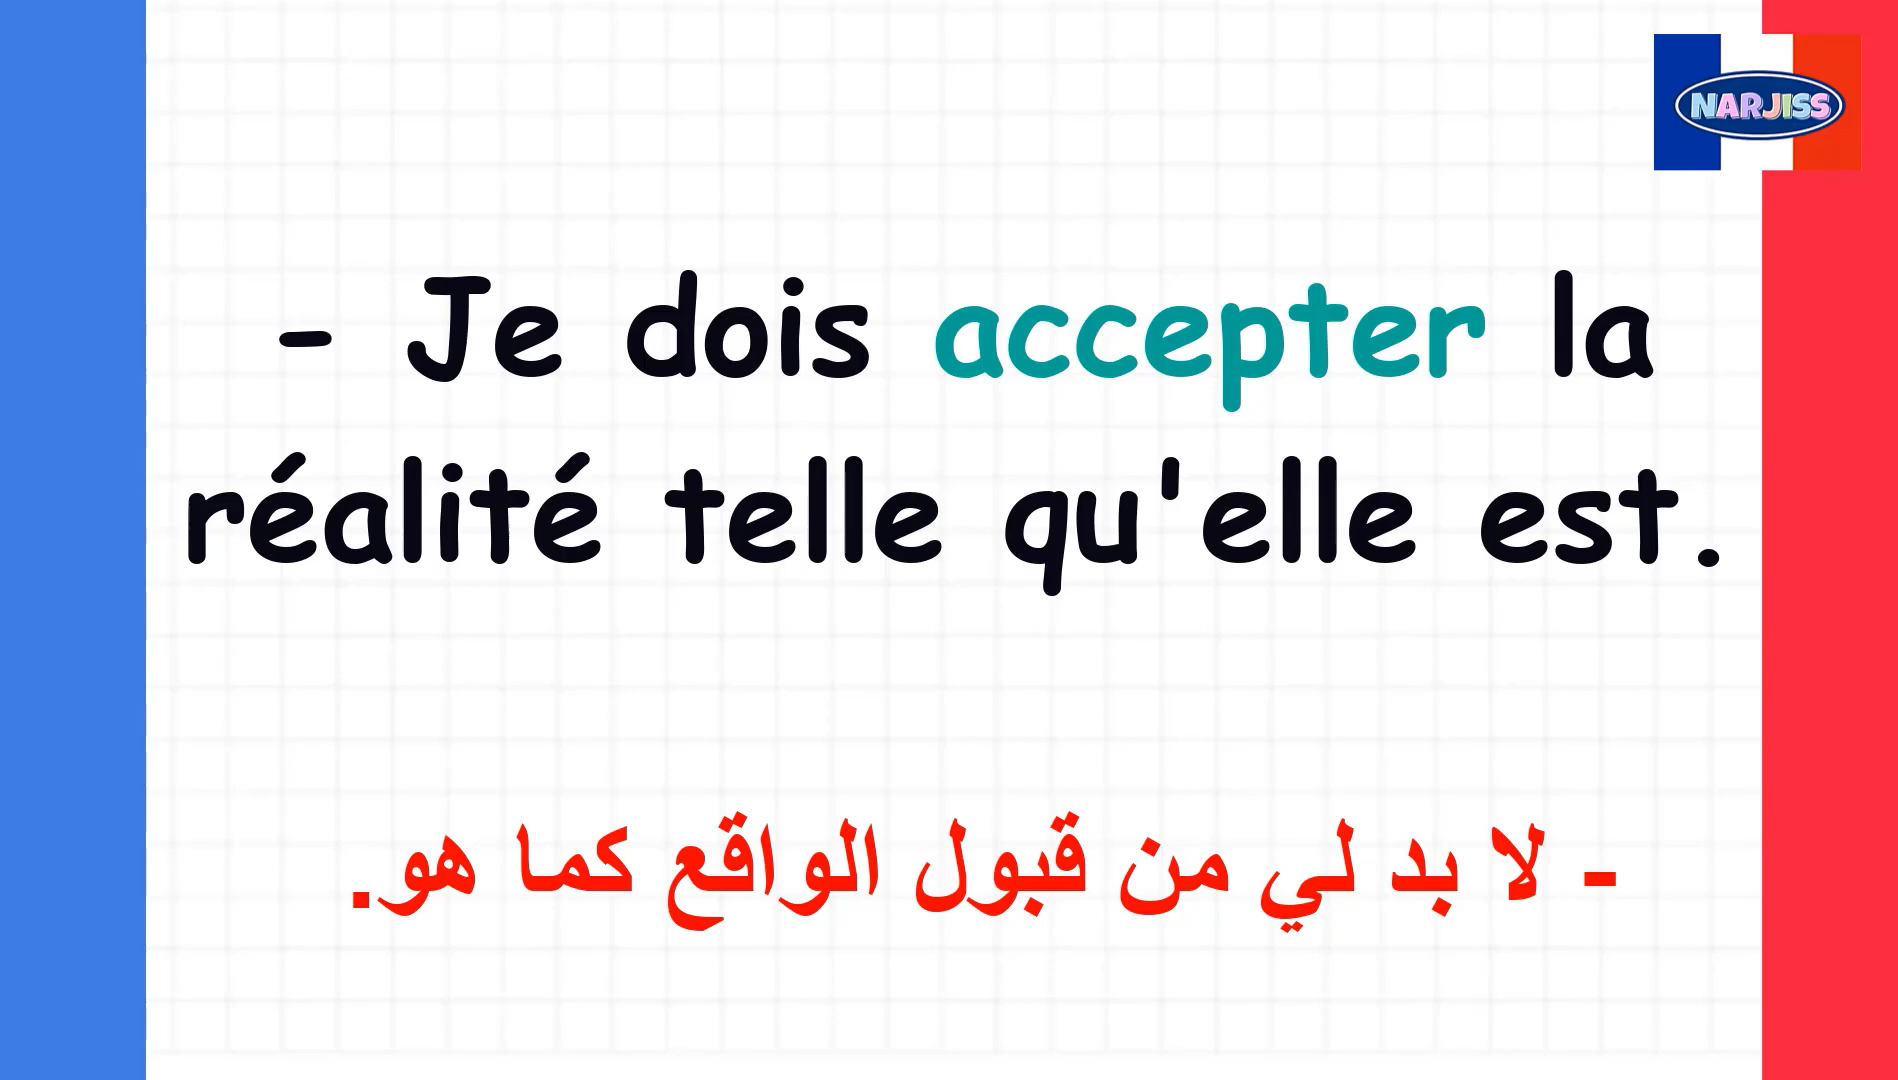 NARJISS
- Je dois accepter la
réalité telle qu'elle est.
- لا بد لي من قبول الواقع كما هو.